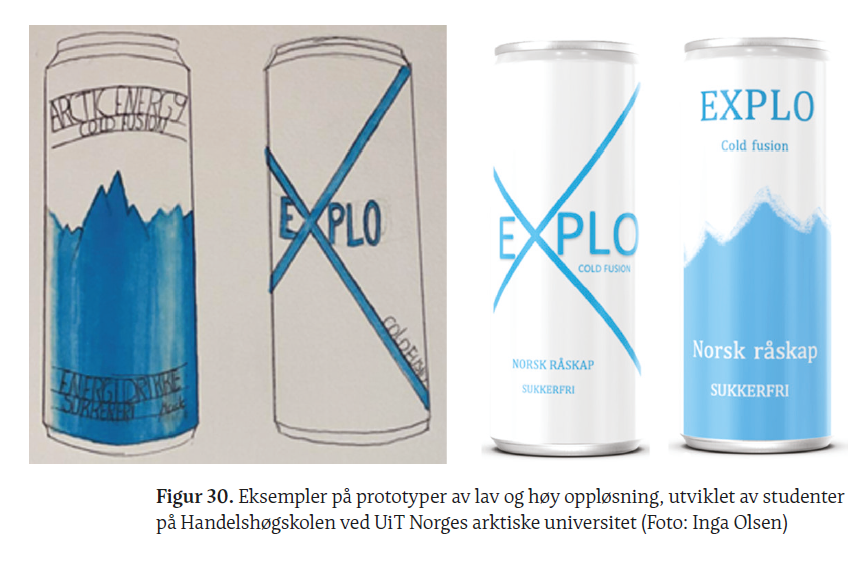 ARCTIC ENERGY
COLD FUSION
ENERGIDRIKKE
SUKKERFRI
EXPLO
COLD FUSION
EXPLO
COLD FUSION
NORSK RÅSKAP
SUKKERFRI
EXPLO
Cold fusion
Norsk råskap
SUKKERFRI
Figur 30. Eksempler på prototyper av lav og høy oppløsning, utviklet av studenter
på Handelshøgskolen ved UiT Norges arktiske universitet (Foto: Inga Olsen)